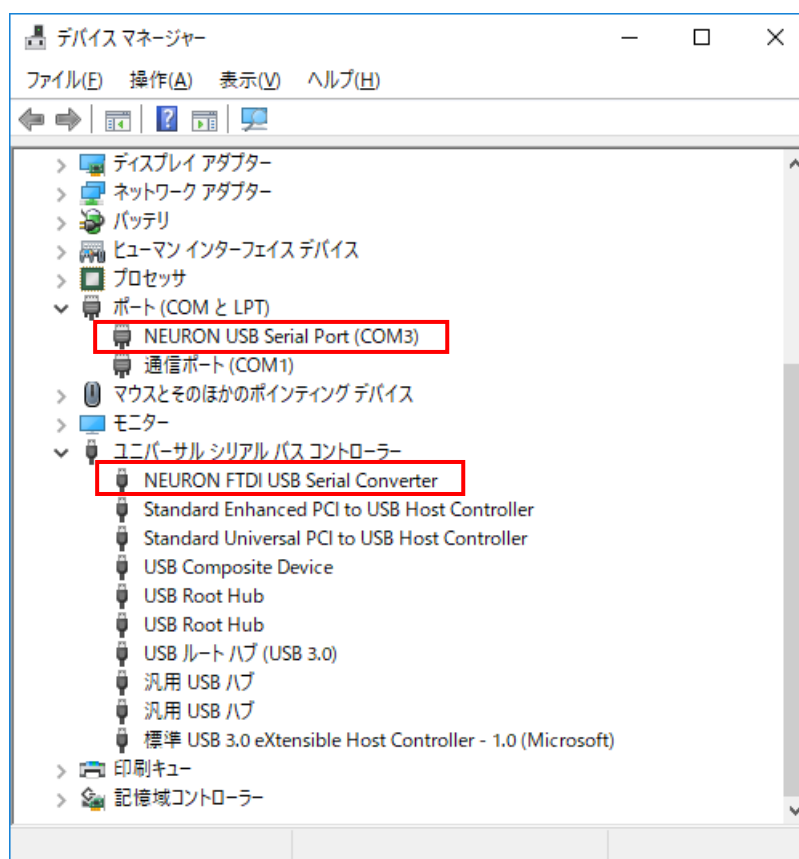 デバイス マネージャー
ファイル(F) 操作(A) 表示(V) ヘルプ(H)
ディスプレイ アダプター
ネットワーク アダプター
バッテリ
ヒューマン インターフェイス デバイス
プロセッサ
ポート (COM と LPT)
NEURON USB Serial Port (COM3)
通信ポート (COM1)
マウスとそのほかのポインティング デバイス
モニター
ユニバーサル シリアル バス コントローラー
NEURON FTDI USB Serial Converter
Standard Enhanced PCI to USB Host Controller
Standard Universal PCI to USB Host Controller
USB Composite Device
USB Root Hub
USB Root Hub
USB ルート ハブ (USB 3.0)
汎用 USB ハブ
汎用 USB ハブ
標準 USB 3.0 eXtensible Host Controller - 1.0 (Microsoft)
印刷キュー
記憶域コントローラー